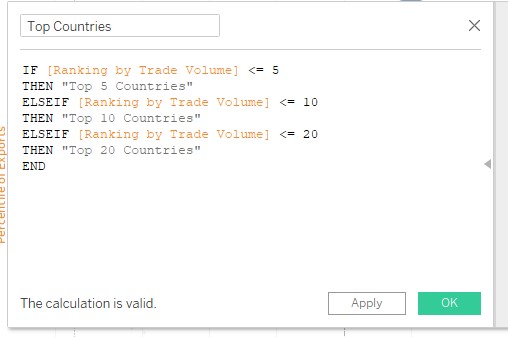 Top Countries
IF [Ranking by Trade Volume] <= 5
THEN "Top 5 Countries"
ELSEIF [Ranking by Trade Volume] <= 10
THEN "Top 10 Countries"
ELSEIF [Ranking by Trade Volume] <= 20
THEN "Top 20 Countries"
END
Percentile of Exports
The calculation is valid.
Apply
OK